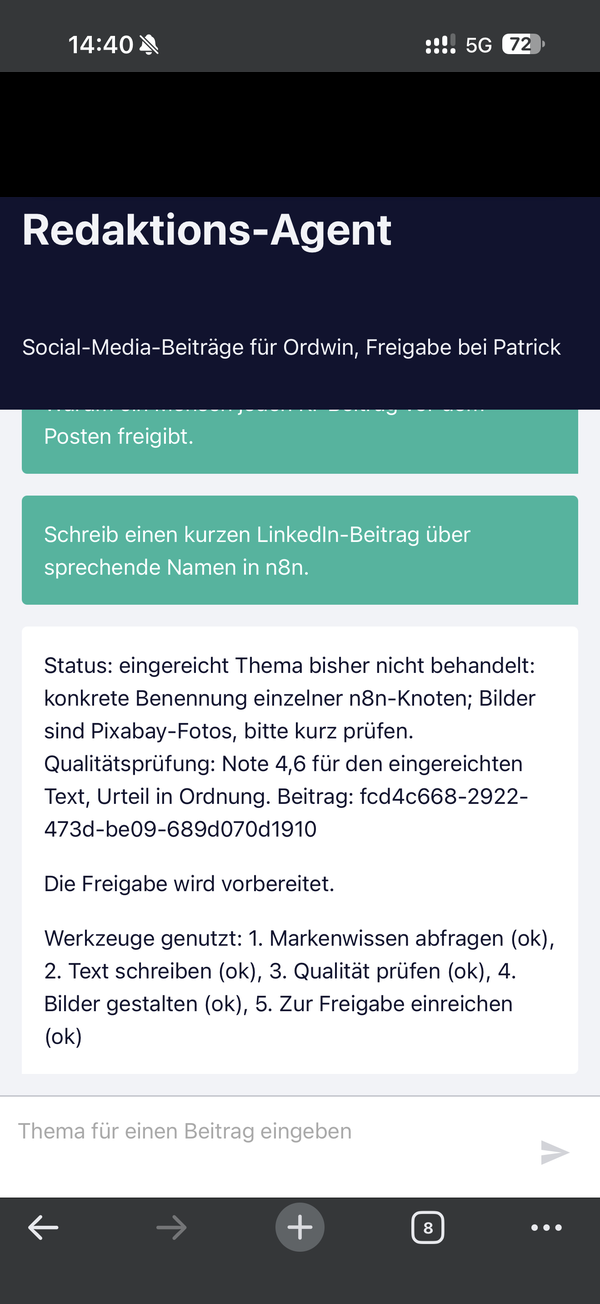 14:40
5G
72
Redaktions-Agent
Social-Media-Beiträge für Ordwin, Freigabe bei Patrick
Posten freigibt.
Schreib einen kurzen LinkedIn-Beitrag über
sprechende Namen in n8n.
Status: eingereicht Thema bisher nicht behandelt:
konkrete Benennung einzelner n8n-Knoten; Bilder
sind Pixabay-Fotos, bitte kurz prüfen.
Qualitätsprüfung: Note 4,6 für den eingereichten
Text, Urteil in Ordnung. Beitrag: fcd4c668-2922-
473d-be09-689d070d1910
Die Freigabe wird vorbereitet.
Werkzeuge genutzt: 1. Markenwissen abfragen (ok),
2. Text schreiben (ok), 3. Qualität prüfen (ok), 4.
Bilder gestalten (ok), 5. Zur Freigabe einreichen
(ok)
Thema für einen Beitrag eingeben
8